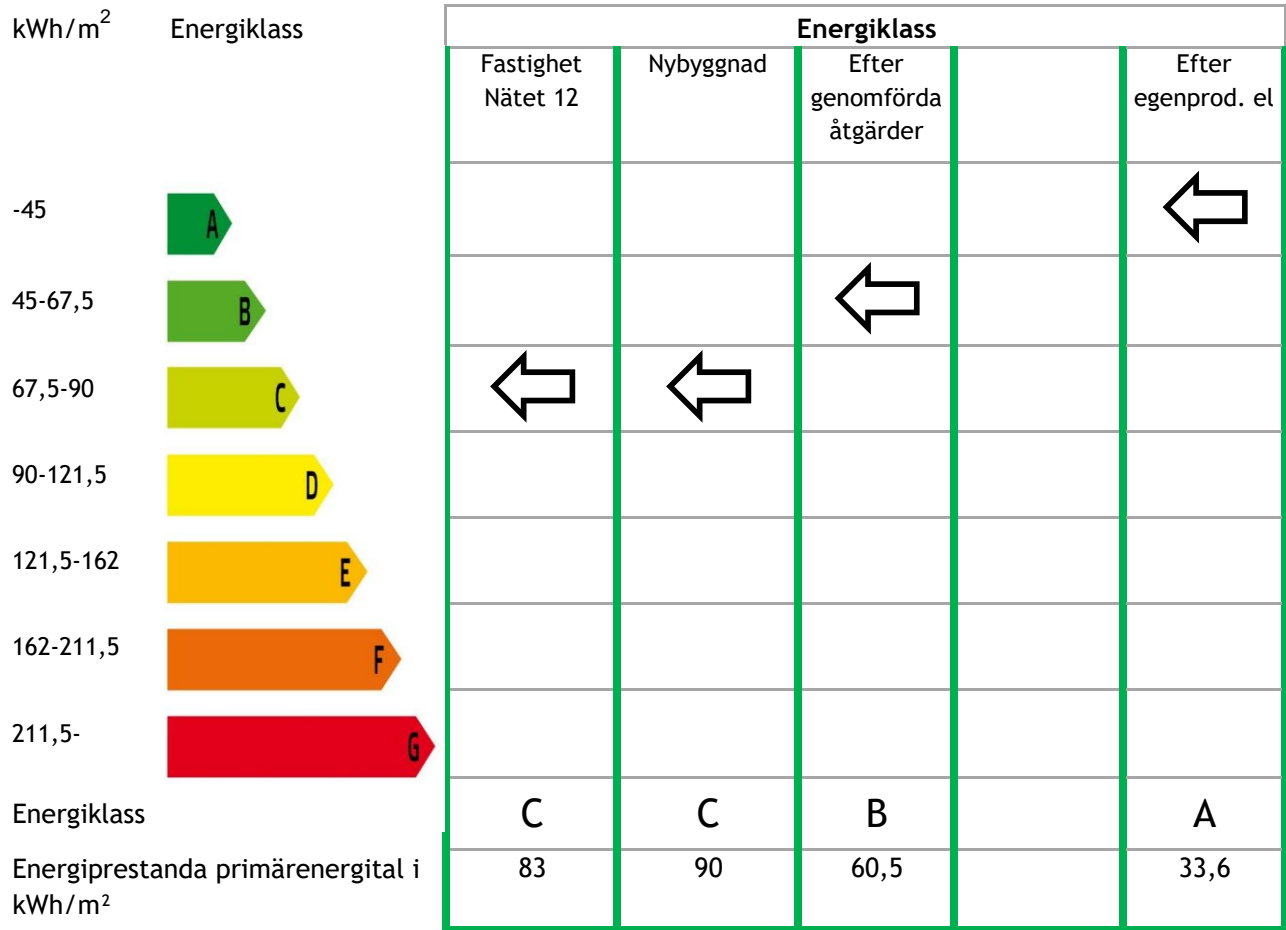 kWh/m² Energiklass Energiklass
Fastighet Nybyggnad Efter Efter
Nätet 12 genomförda egenprod. el
åtgärder
-45 A
45-67,5 B
67,5-90 C
90-121,5 D
121,5-162 E
162-211,5 F
211,5- G
Energiklass C C B A
Energiprestanda primärenergital i 83 90 60,5 33,6
kWh/m²